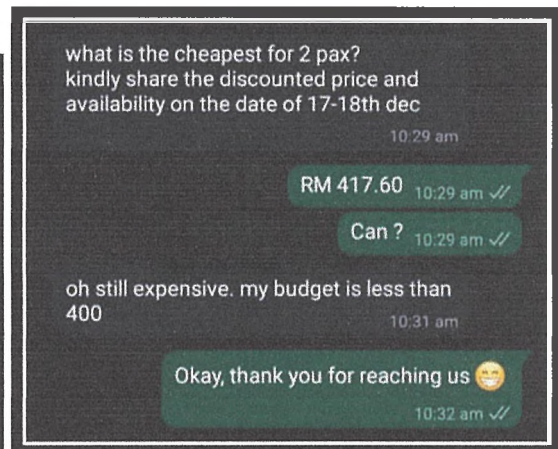 what is the cheapest for 2 pax?
kindly share the discounted price and
availability on the date of 17-18th dec
10:29 am
RM 417.60 10:29 am
Can ? 10:29 am
oh still expensive. my budget is less than
400
10:31 am
Okay, thank you for reaching us 😁
10:32 am